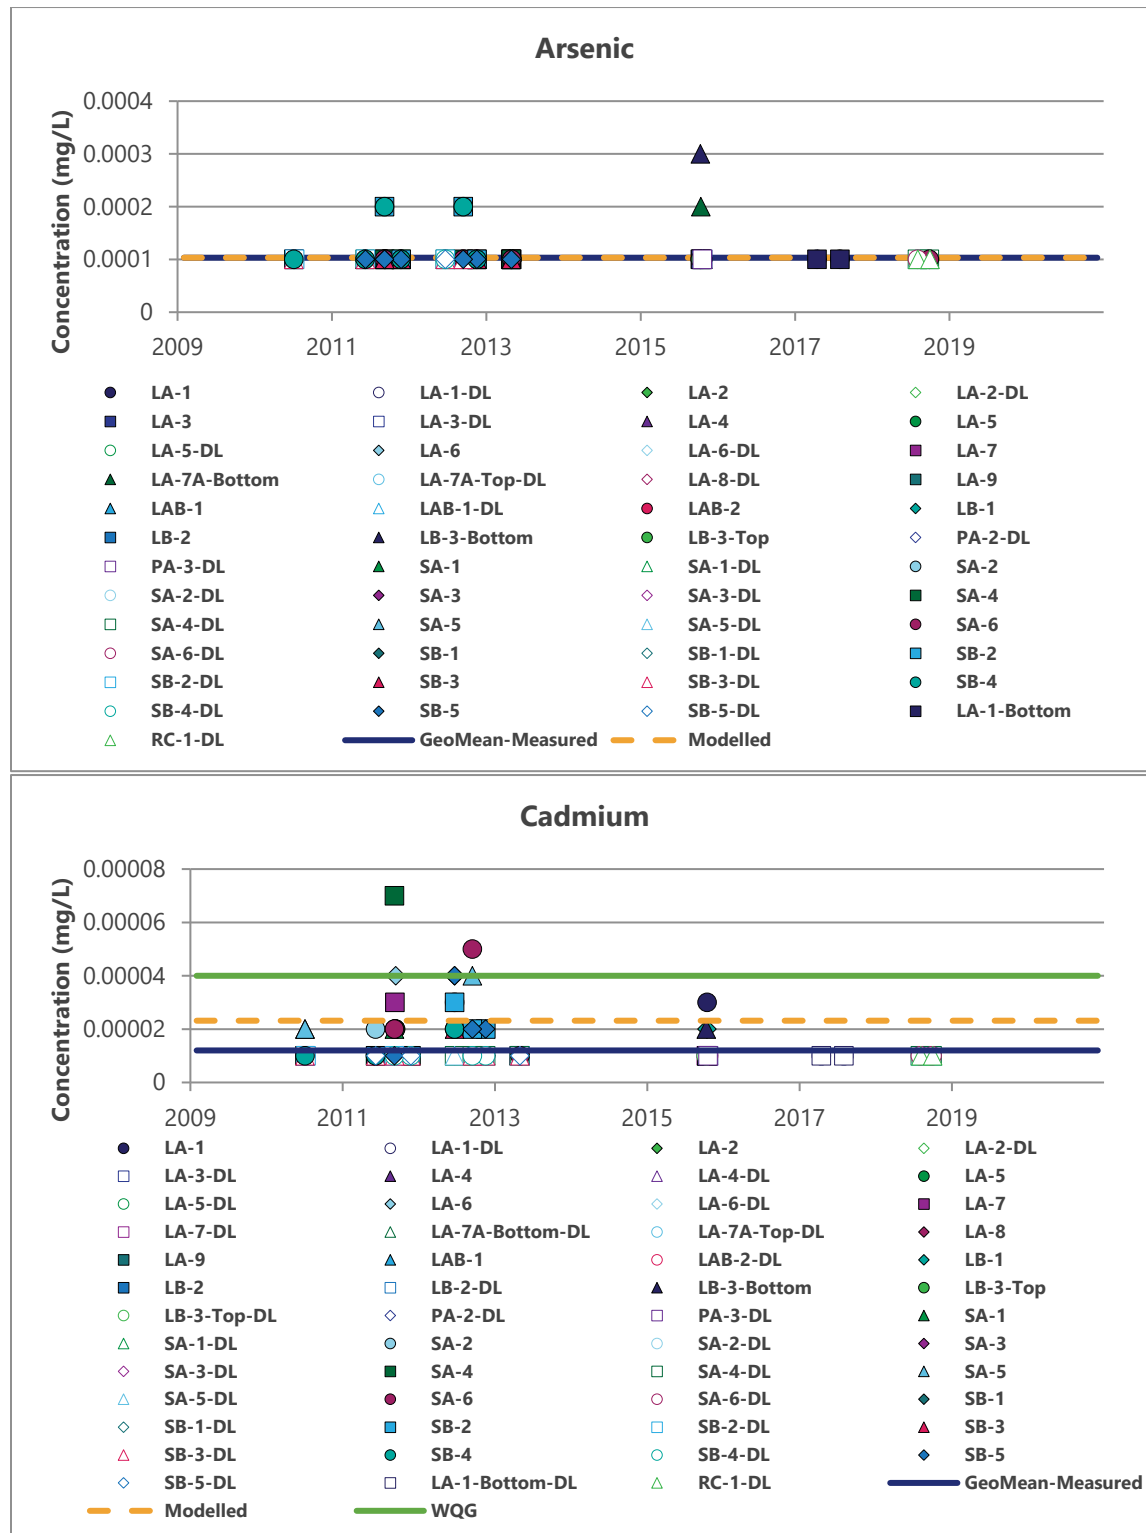 Arsenic
Concentration (mg/L)
0.0004
0.0003
0.0002
0.0001
0
2009 2011 2013 2015 2017 2019
LA-1 LA-1-DL LA-2 LA-2-DL
LA-3 LA-3-DL LA-4 LA-5
LA-5-DL LA-6 LA-6-DL LA-7
LA-7A-Bottom LA-7A-Top-DL LA-8-DL LA-9
LAB-1 LAB-1-DL LAB-2 LB-1
LB-2 LB-3-Bottom LB-3-Top PA-2-DL
PA-3-DL SA-1 SA-1-DL SA-2
SA-2-DL SA-3 SA-3-DL SA-4
SA-4-DL SA-5 SA-5-DL SA-6
SA-6-DL SB-1 SB-1-DL SB-2
SB-2-DL SB-3 SB-3-DL SB-4
SB-4-DL SB-5 SB-5-DL LA-1-Bottom
RC-1-DL GeoMean-Measured Modelled
Cadmium
Concentration (mg/L)
0.00008
0.00006
0.00004
0.00002
0
2009 2011 2013 2015 2017 2019
LA-1 LA-1-DL LA-2 LA-2-DL
LA-3-DL LA-4 LA-4-DL LA-5
LA-5-DL LA-6 LA-6-DL LA-7
LA-7-DL LA-7A-Bottom-DL LA-7A-Top-DL LA-8
LA-9 LAB-1 LAB-2-DL LB-1
LB-2 LB-2-DL LB-3-Bottom LB-3-Top
LB-3-Top-DL PA-2-DL PA-3-DL SA-1
SA-1-DL SA-2 SA-2-DL SA-3
SA-3-DL SA-4 SA-4-DL SA-5
SA-5-DL SA-6 SA-6-DL SB-1
SB-1-DL SB-2 SB-2-DL SB-3
SB-3-DL SB-4 SB-4-DL SB-5
SB-5-DL LA-1-Bottom-DL RC-1-DL GeoMean-Measured
Modelled WQG